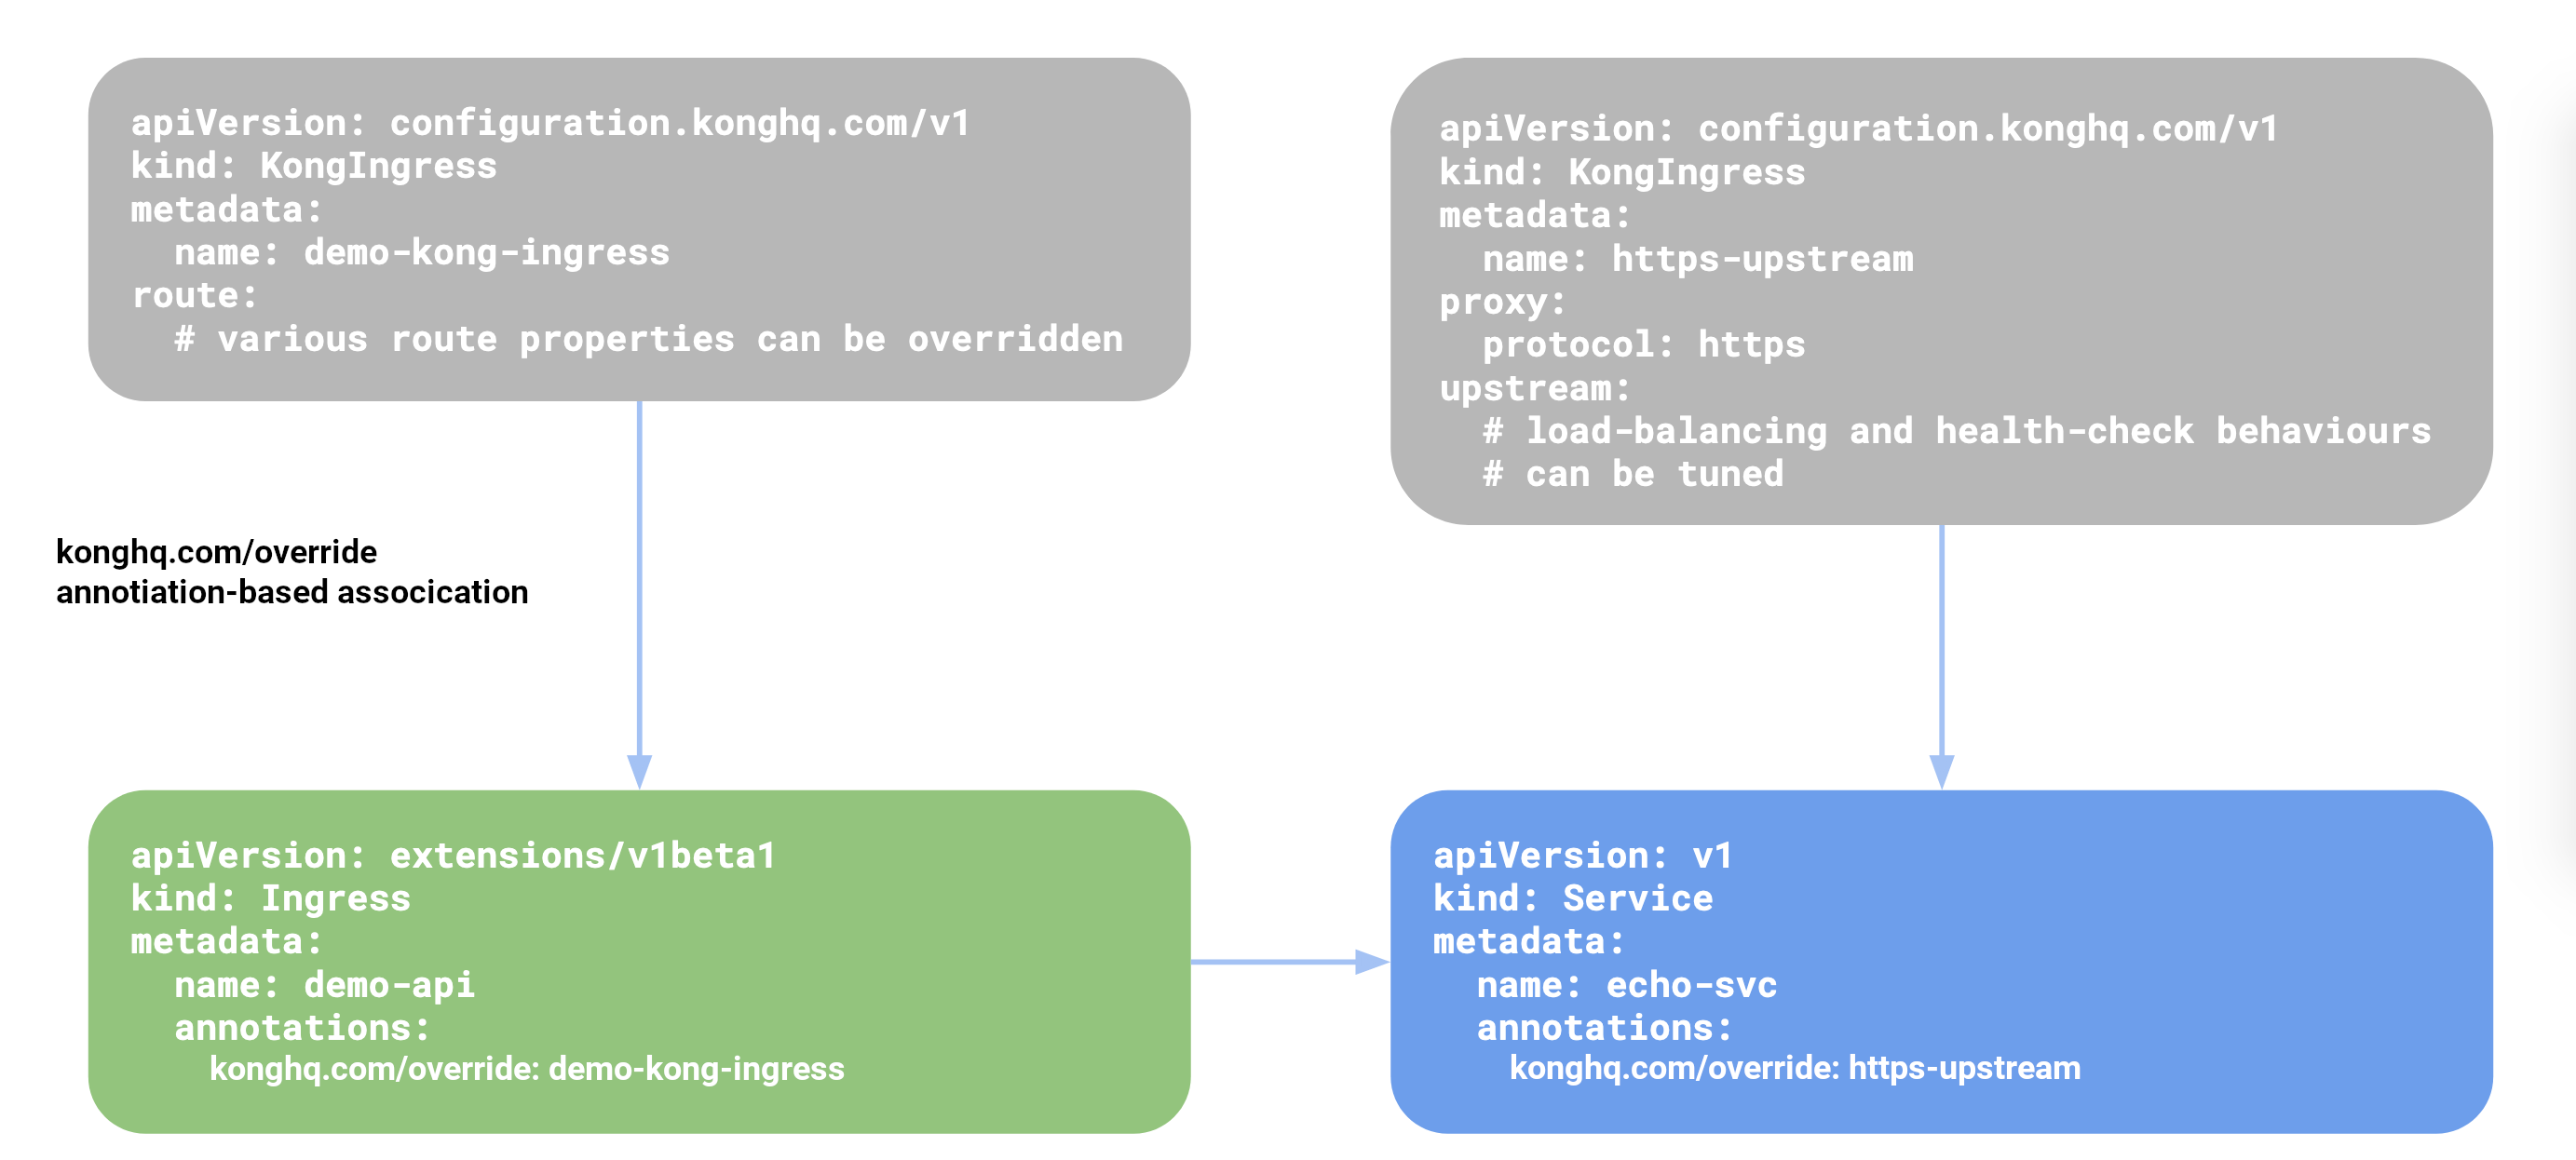 apiVersion: configuration.konghq.com/v1
kind: KongIngress
metadata:
  name: demo-kong-ingress
route:
  # various route properties can be overridden
apiVersion: configuration.konghq.com/v1
kind: KongIngress
metadata:
  name: https-upstream
proxy:
  protocol: https
upstream:
  # load-balancing and health-check behaviours
  # can be tuned
konghq.com/override
annotiation-based assocication
apiVersion: extensions/v1beta1
kind: Ingress
metadata:
  name: demo-api
  annotations:
    konghq.com/override: demo-kong-ingress
apiVersion: v1
kind: Service
metadata:
  name: echo-svc
  annotations:
    konghq.com/override: https-upstream